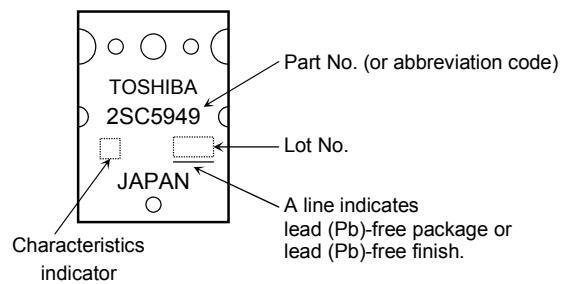 Part No. (or abbreviation code)
TOSHIBA
2SC5949
Lot No.
JAPAN
A line indicates
lead (Pb)-free package or
lead (Pb)-free finish.
Characteristics
indicator